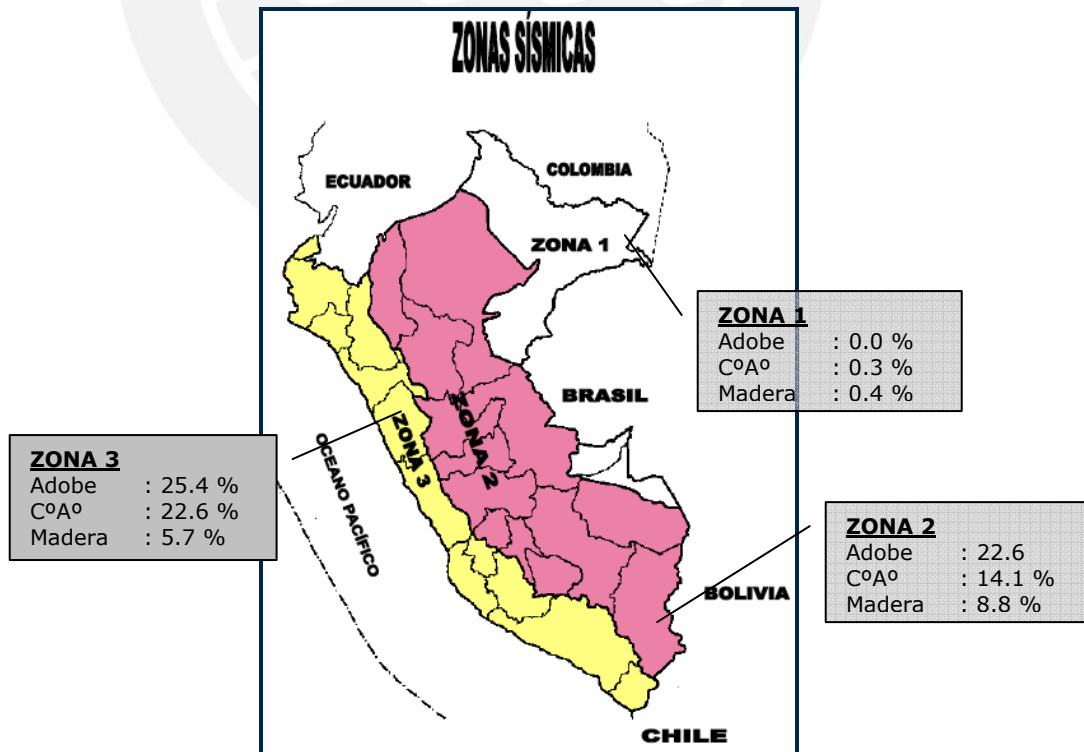 ZONAS SÍSMICAS
ECUADOR
COLOMBIA
ZONA 1
ZONA 1
Adobe : 0.0 %
CºAº : 0.3 %
Madera : 0.4 %
BRASIL
ZONA 2
ZONA 3
OCEANO PACÍFICO
ZONA 3
Adobe : 25.4 %
CºAº : 22.6 %
Madera : 5.7 %
ZONA 2
Adobe : 22.6
CºAº : 14.1 %
Madera : 8.8 %
BOLIVIA
CHILE